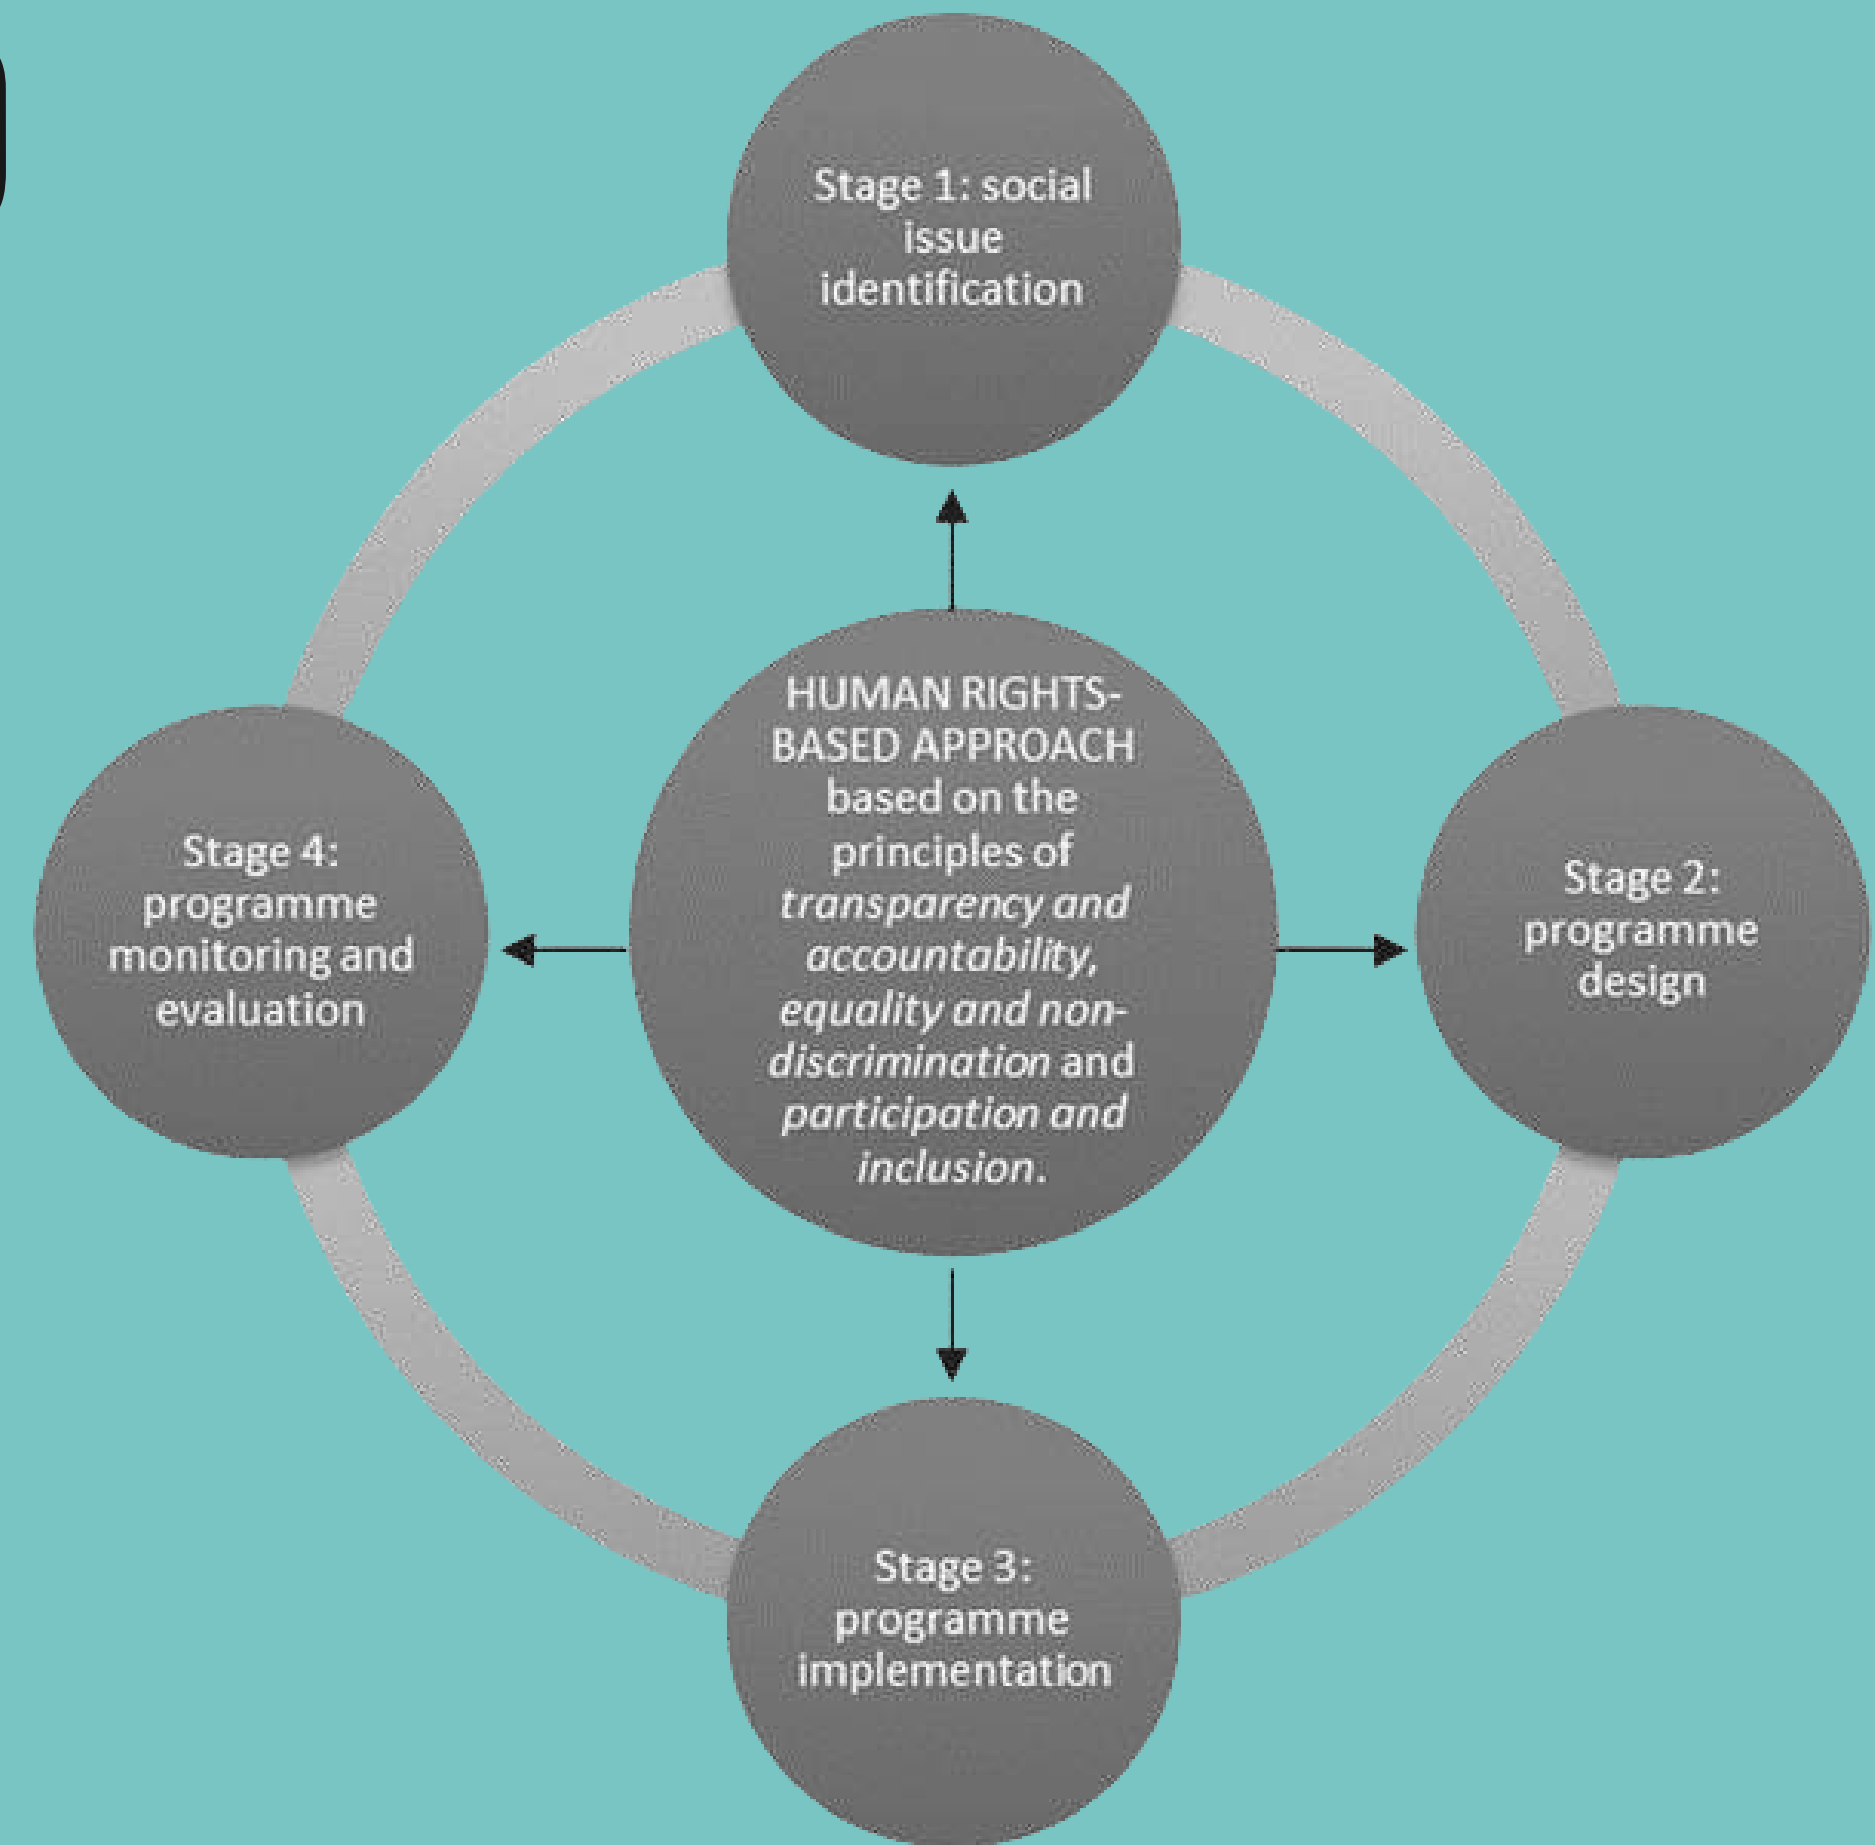 Stage 1: social
issue
identification
HUMAN RIGHTS-
BASED APPROACH
based on the
principles of
transparency and
accountability,
equality and non-
discrimination and
participation and
inclusion.
Stage 4:
programme
monitoring and
evaluation
Stage 2:
programme
design
Stage 3:
programme
implementation